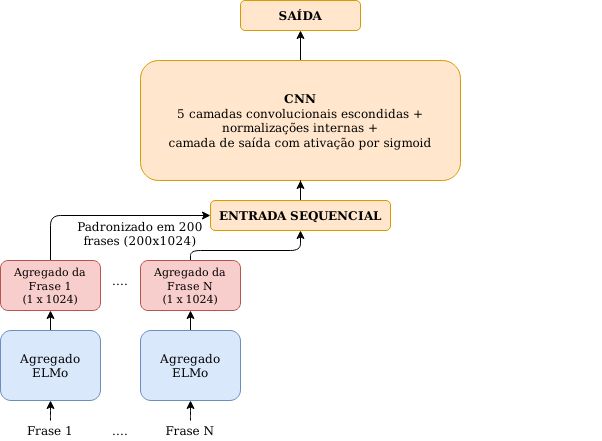 SAÍDA
CNN
5 camadas convolucionais escondidas +
normalizações internas +
camada de saída com ativação por sigmoid
ENTRADA SEQUENCIAL
Padronizado em 200
frases (200x1024)
Agregado da
Frase 1
(1 x 1024)
....
Agregado da
Frase N
(1 x 1024)
Agregado
ELMo
Agregado
ELMo
Frase 1
....
Frase N